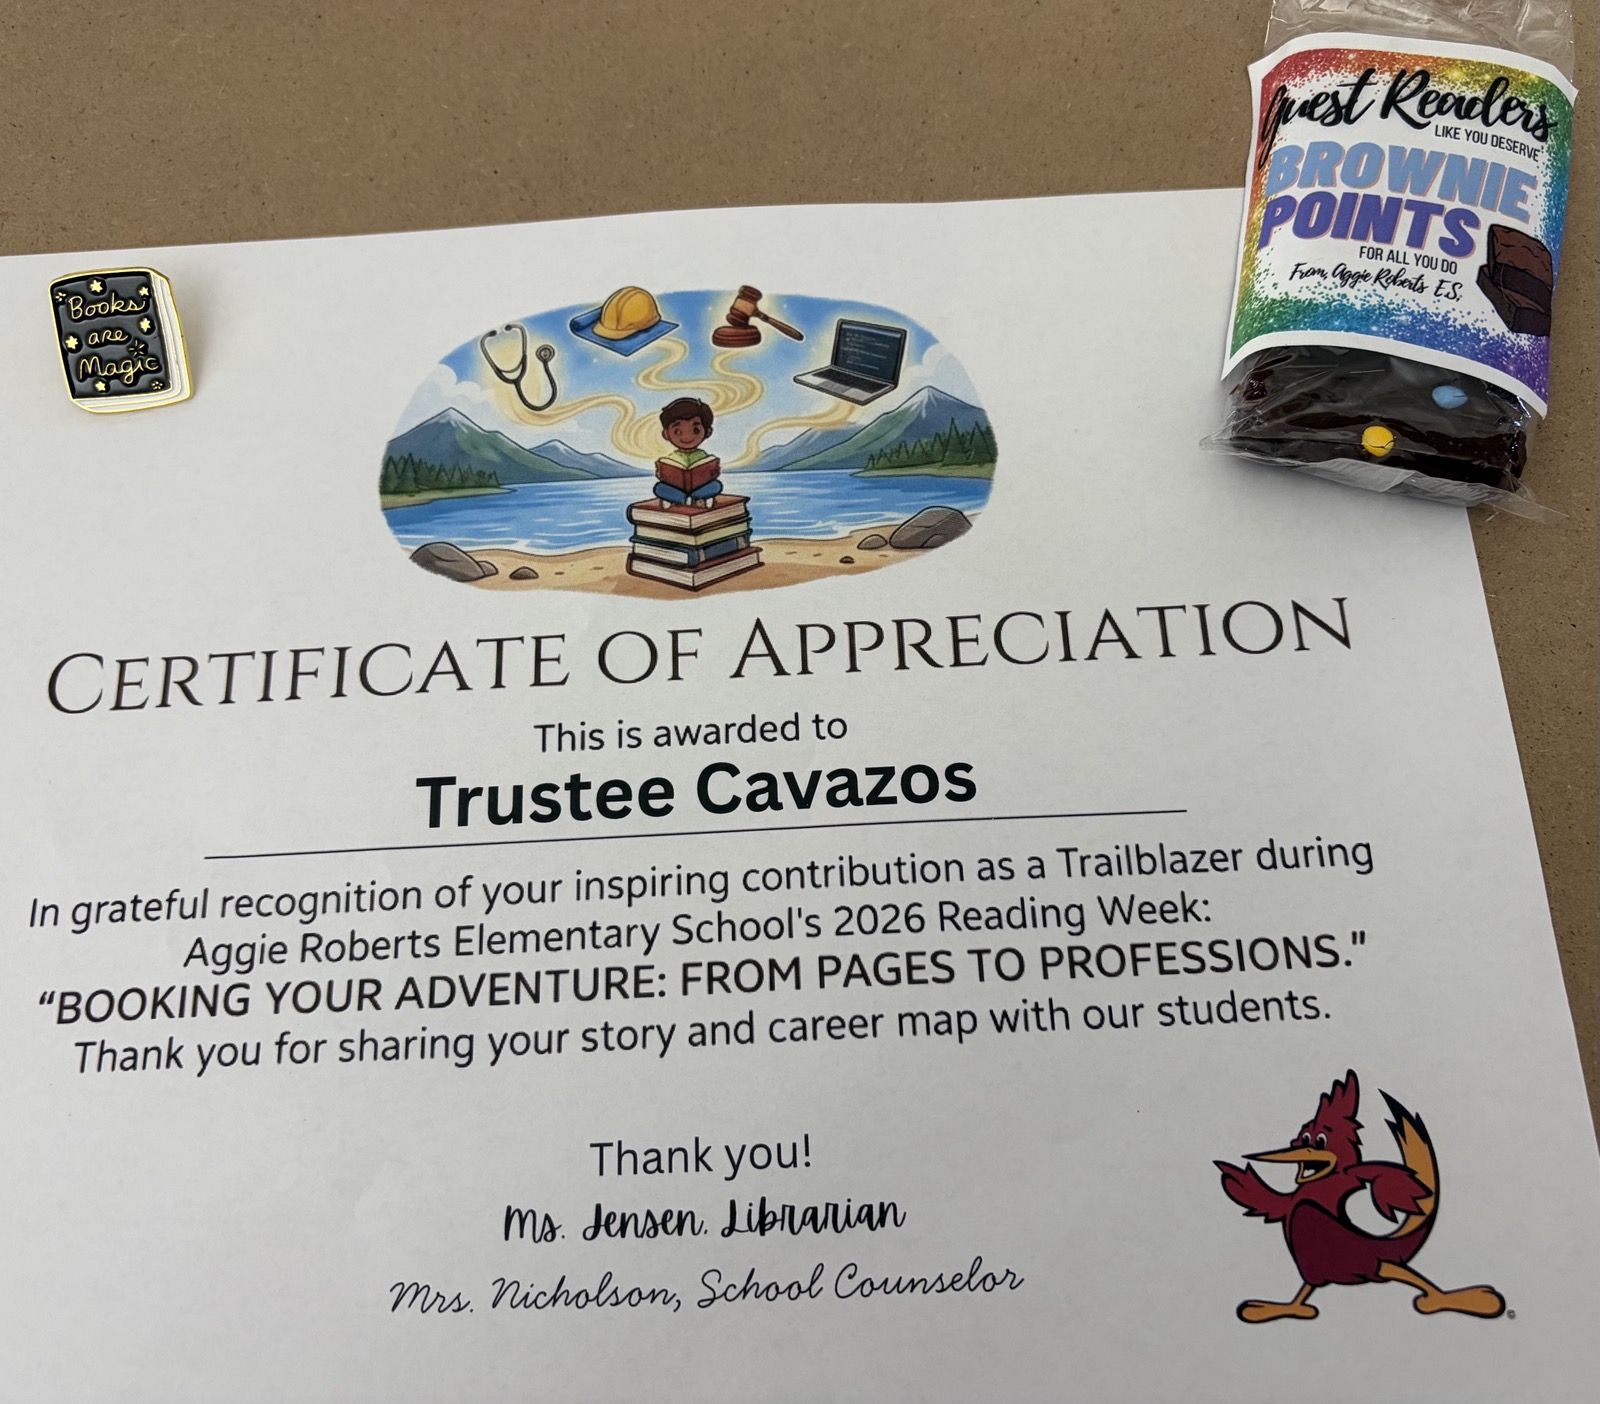 Guest Readers
LIKE YOU DESERVE
BROWNIE
POINTS
FOR ALL YOU DO
From, Aggie Roberts E.S.
Books
are
Magic
CERTIFICATE OF APPRECIATION
This is awarded to
Trustee Cavazos
In grateful recognition of your inspiring contribution as a Trailblazer during
Aggie Roberts Elementary School's 2026 Reading Week:
“BOOKING YOUR ADVENTURE: FROM PAGES TO PROFESSIONS.”
Thank you for sharing your story and career map with our students.
Thank you!
Ms. Jensen, Librarian
Mrs. Nicholson, School Counselor